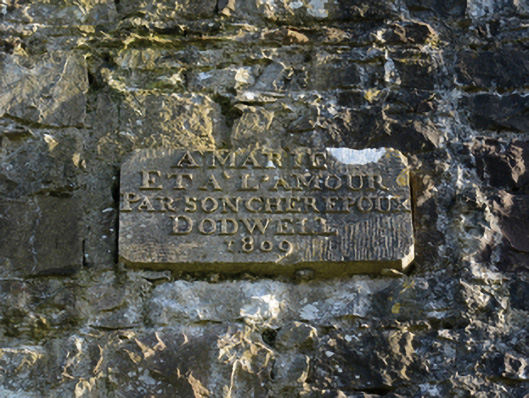 A MARIE
ET A L'AMOUR
PAR SON CHER EPOUX
DODWELL
1809